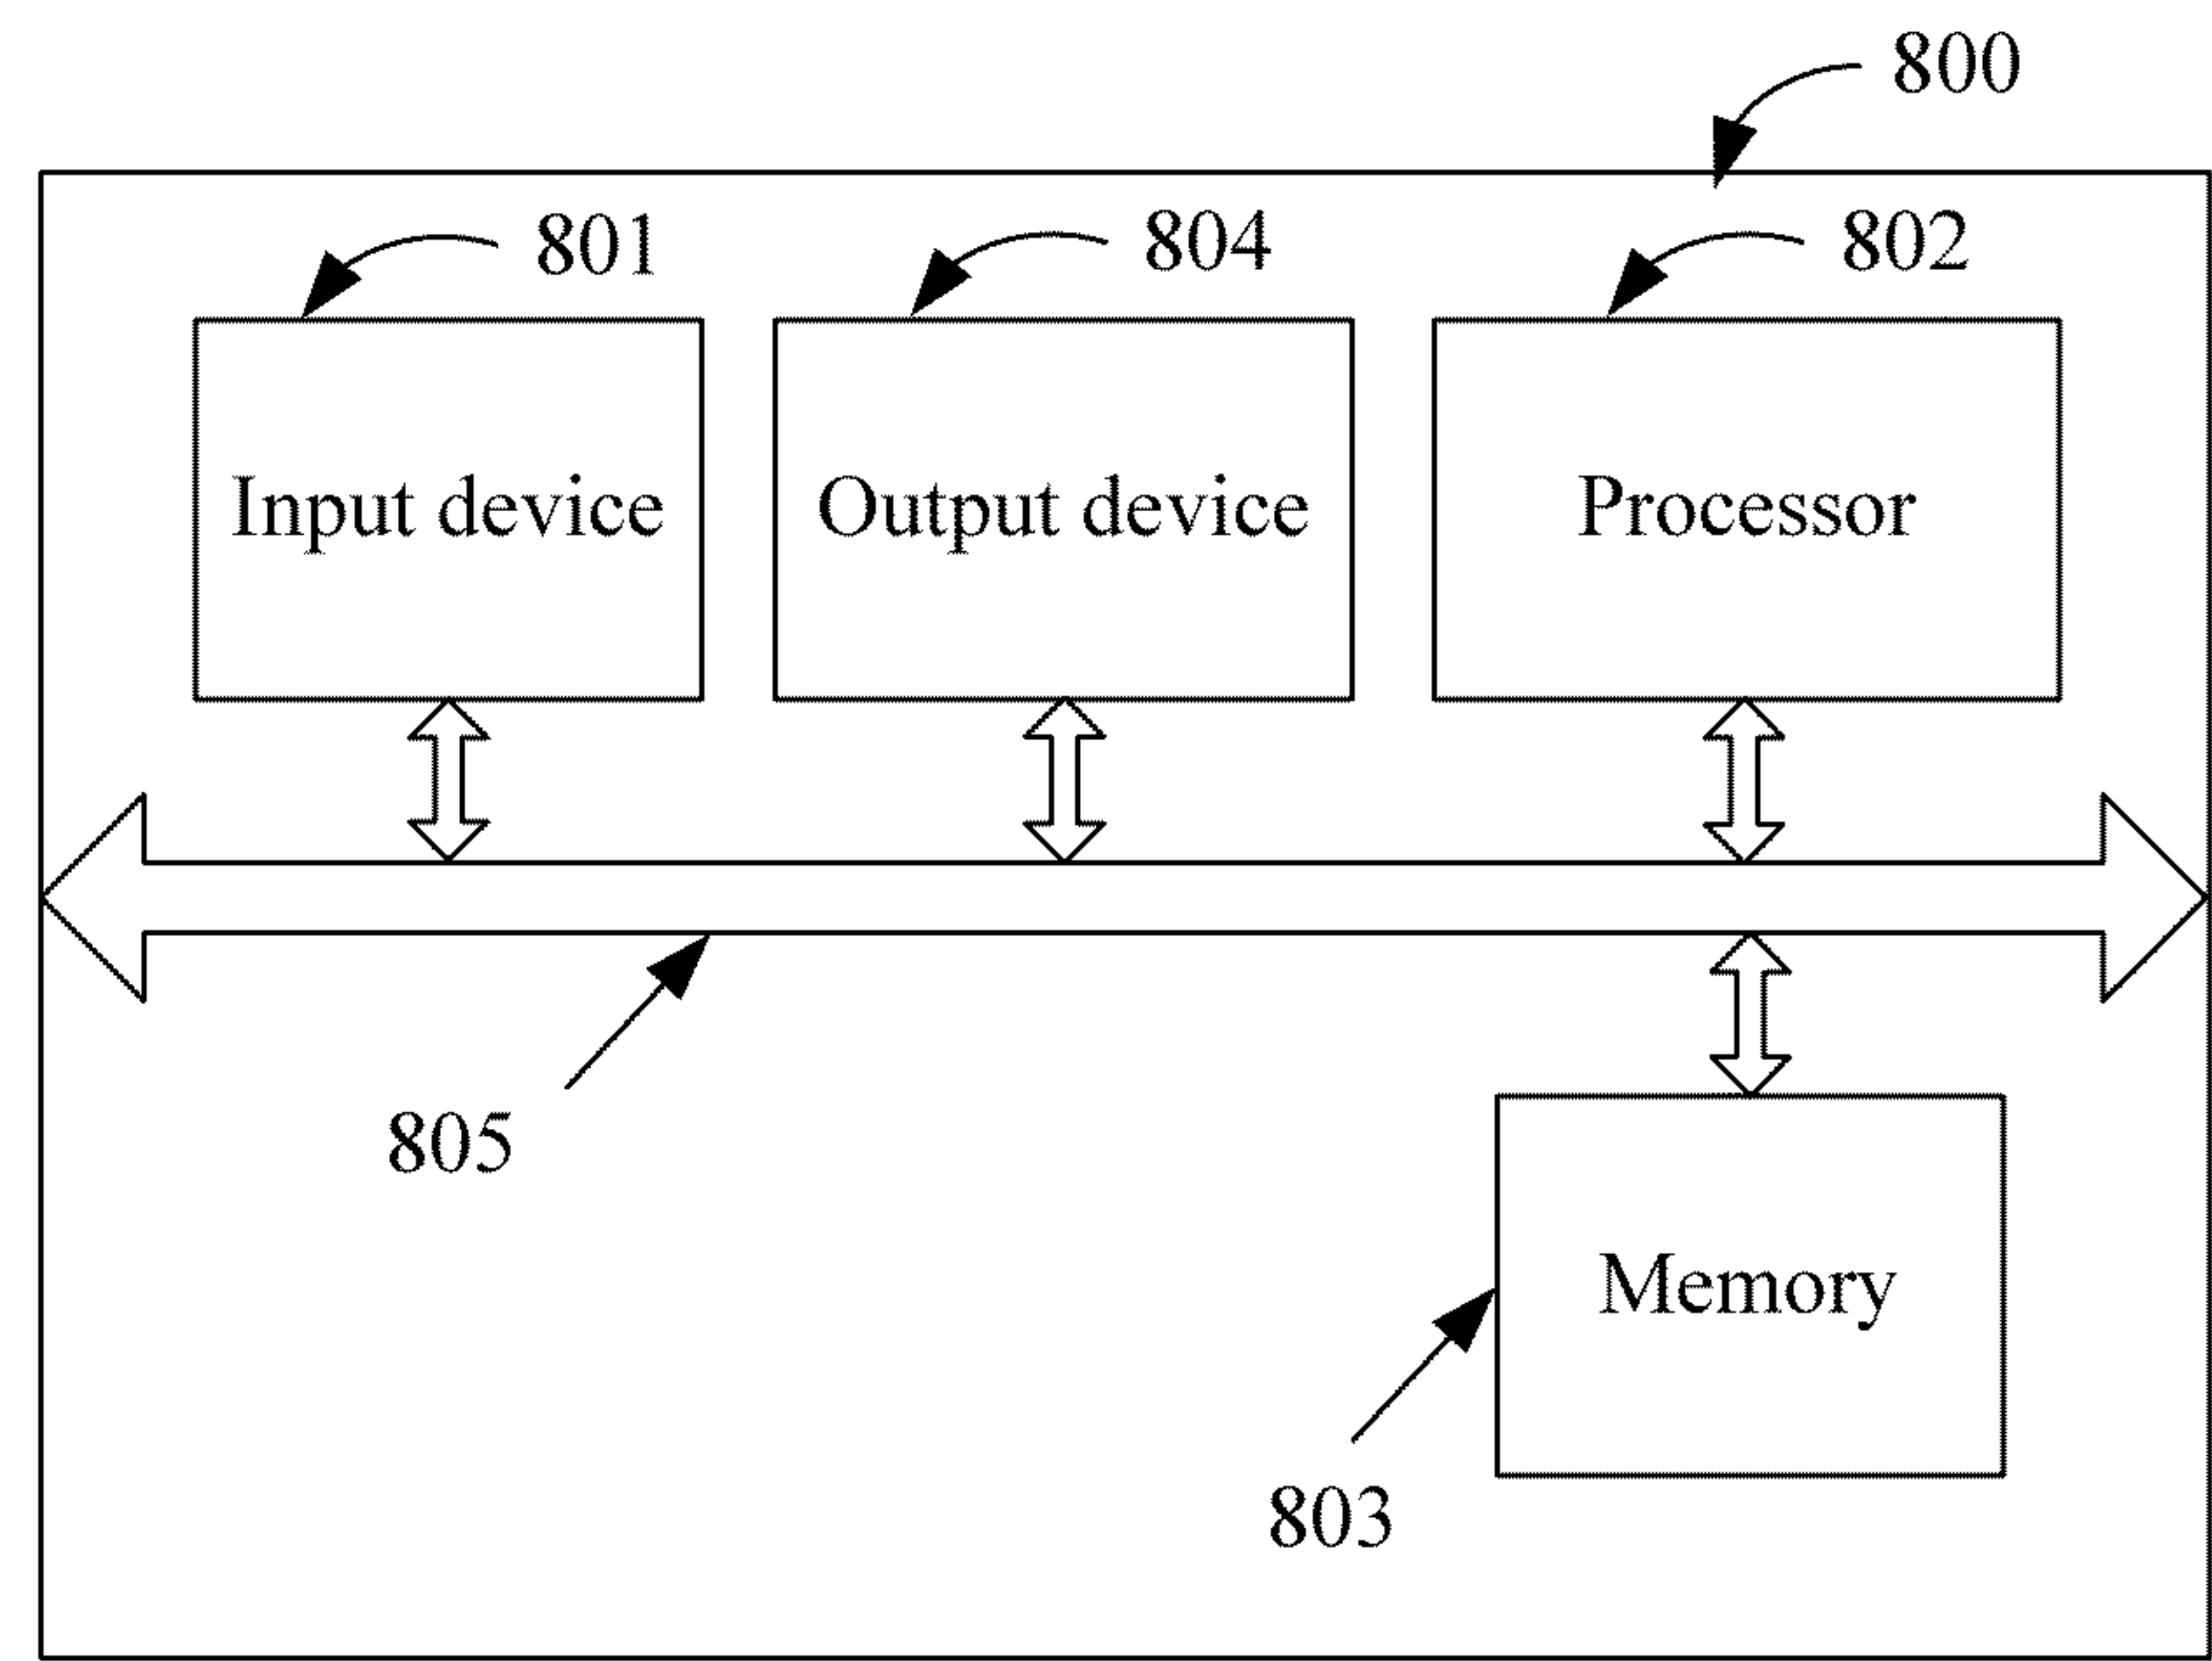 800
801
804
802
Input device
Output device
Processor
805
Memory
803